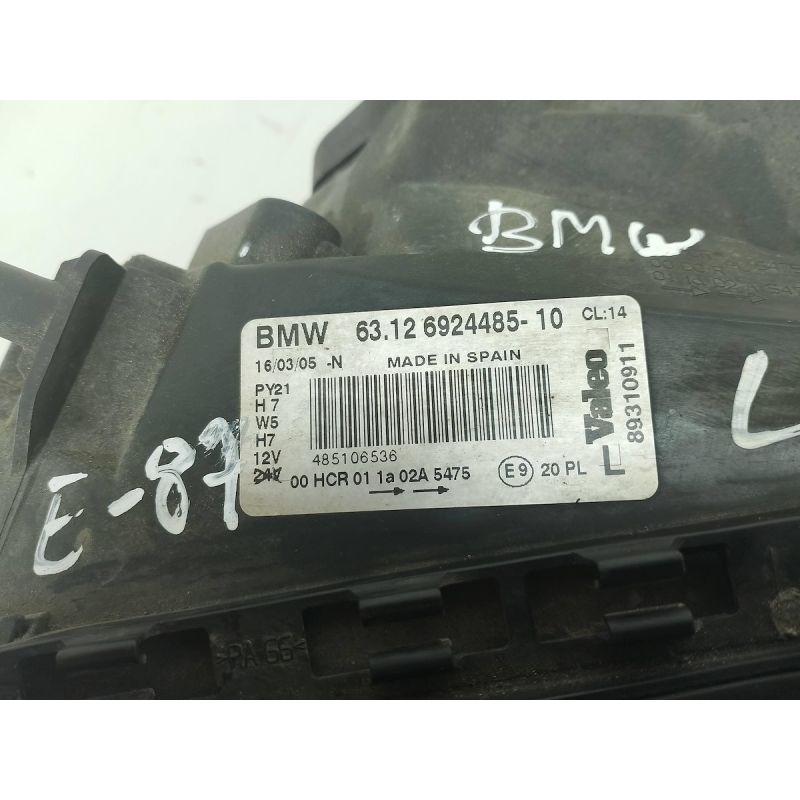 BMW
BMW 63.12 6924485-10 CL:14
16/03/05 -N MADE IN SPAIN
PY21
H7
W5
H7
12V 485106536
24V 00 HCR 01 1a 02A 5475 E9 20 PL
Valeo
89310911
L
E-87
L
>PA 66<